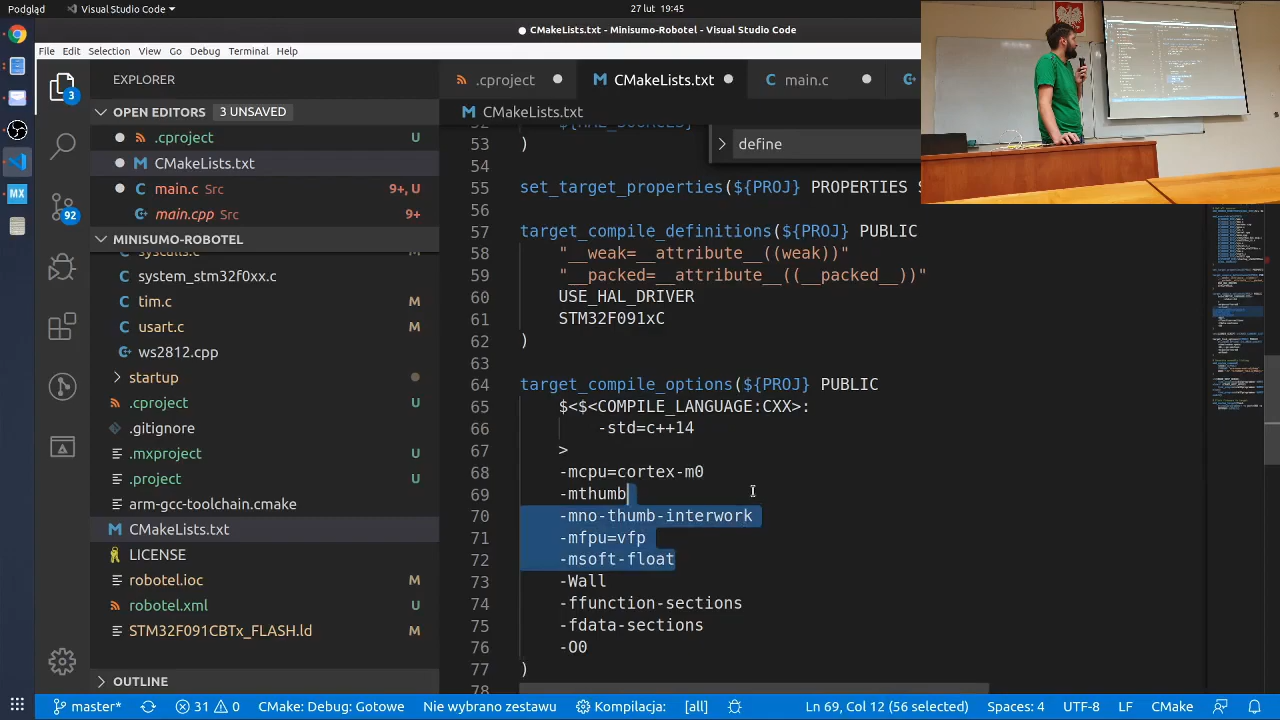 Podgląd
Visual Studio Code
27 lut 19:45
CMakeLists.txt - Minisumo-Robotel - Visual Studio Code
File Edit Selection View Go Debug Terminal Help
EXPLORER
.cproject
CMakeLists.txt
main.c
OPEN EDITORS 3 UNSAVED
CMakeLists.txt
.cproject
CMakeLists.txt
main.c Src 9+, U
main.cpp Src 9+
MINISUMO-ROBOTEL
syscalls.c
system_stm32f0xx.c
tim.c M
usart.c M
ws2812.cpp
startup
.cproject U
.gitignore
.mxproject U
.project U
arm-gcc-toolchain.cmake
CMakeLists.txt
LICENSE
robotel.ioc M
robotel.xml U
STM32F091CBTx_FLASH.ld M
OUTLINE
3
92
define
52 ${HAL_SOURCES}
53 )
54
55 set_target_properties(${PROJ} PROPERTIES S
56
57 target_compile_definitions(${PROJ} PUBLIC
58 "__weak=__attribute__((weak))"
59 "__packed=__attribute__((__packed__))"
60 USE_HAL_DRIVER
61 STM32F091xC
62 )
63
64 target_compile_options(${PROJ} PUBLIC
65 $<$<COMPILE_LANGUAGE:CXX>:
66 -std=c++14
67 >
68 -mcpu=cortex-m0
69 -mthumb
70 -mno-thumb-interwork
71 -mfpu=vfp
72 -msoft-float
73 -Wall
74 -ffunction-sections
75 -fdata-sections
76 -O0
77 )
78
master* 31 0 CMake: Debug: Gotowe Nie wybrano zestawu Kompilacja: [all] Ln 69, Col 12 (56 selected) Spaces: 4 UTF-8 LF CMake